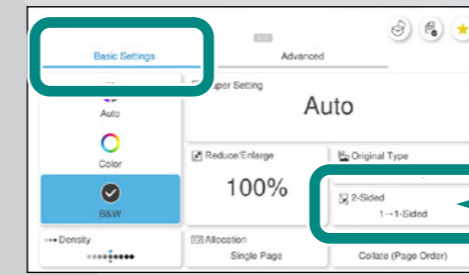 Basic Settings
Advanced
Paper Setting
Auto
Auto
Color
Reduce/Enlarge
100%
Original Type
B&W
2-Sided
1→1-Sided
Density
Allocation
Single Page
Collate (Page Order)